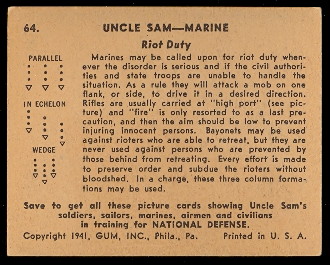 64.
UNCLE SAM—MARINE
Riot Duty
PARALLEL
IN ECHELON
WEDGE
Marines may be called upon for riot duty whenever
the disorder is serious and if the civil authori-
ties and state troops are unable to handle the
situation. As a rule they will attack from on one
flank, or side, to drive it in a desired direction.
Rifles are usually carried at "high port" (see pic-
ture) and "fire" is only resorted to as a last pre-
caution, and then the aim should be low to prevent
injuring innocent persons. Bayonets may be used
against rioters who are able to retreat, but they are
never used against persons who are prevented by
those behind from retreating. Every effort is made
to preserve order and subdue the rioters without
bloodshed. In a charge, these three column forma-
tions may be used.
Save to get all these picture cards showing Uncle Sam's
soldiers, sailors, marines, airmen and civilians
in training for NATIONAL DEFENSE.
Copyright 1941, GUM, INC., Phila., Pa. Printed in U. S. A.